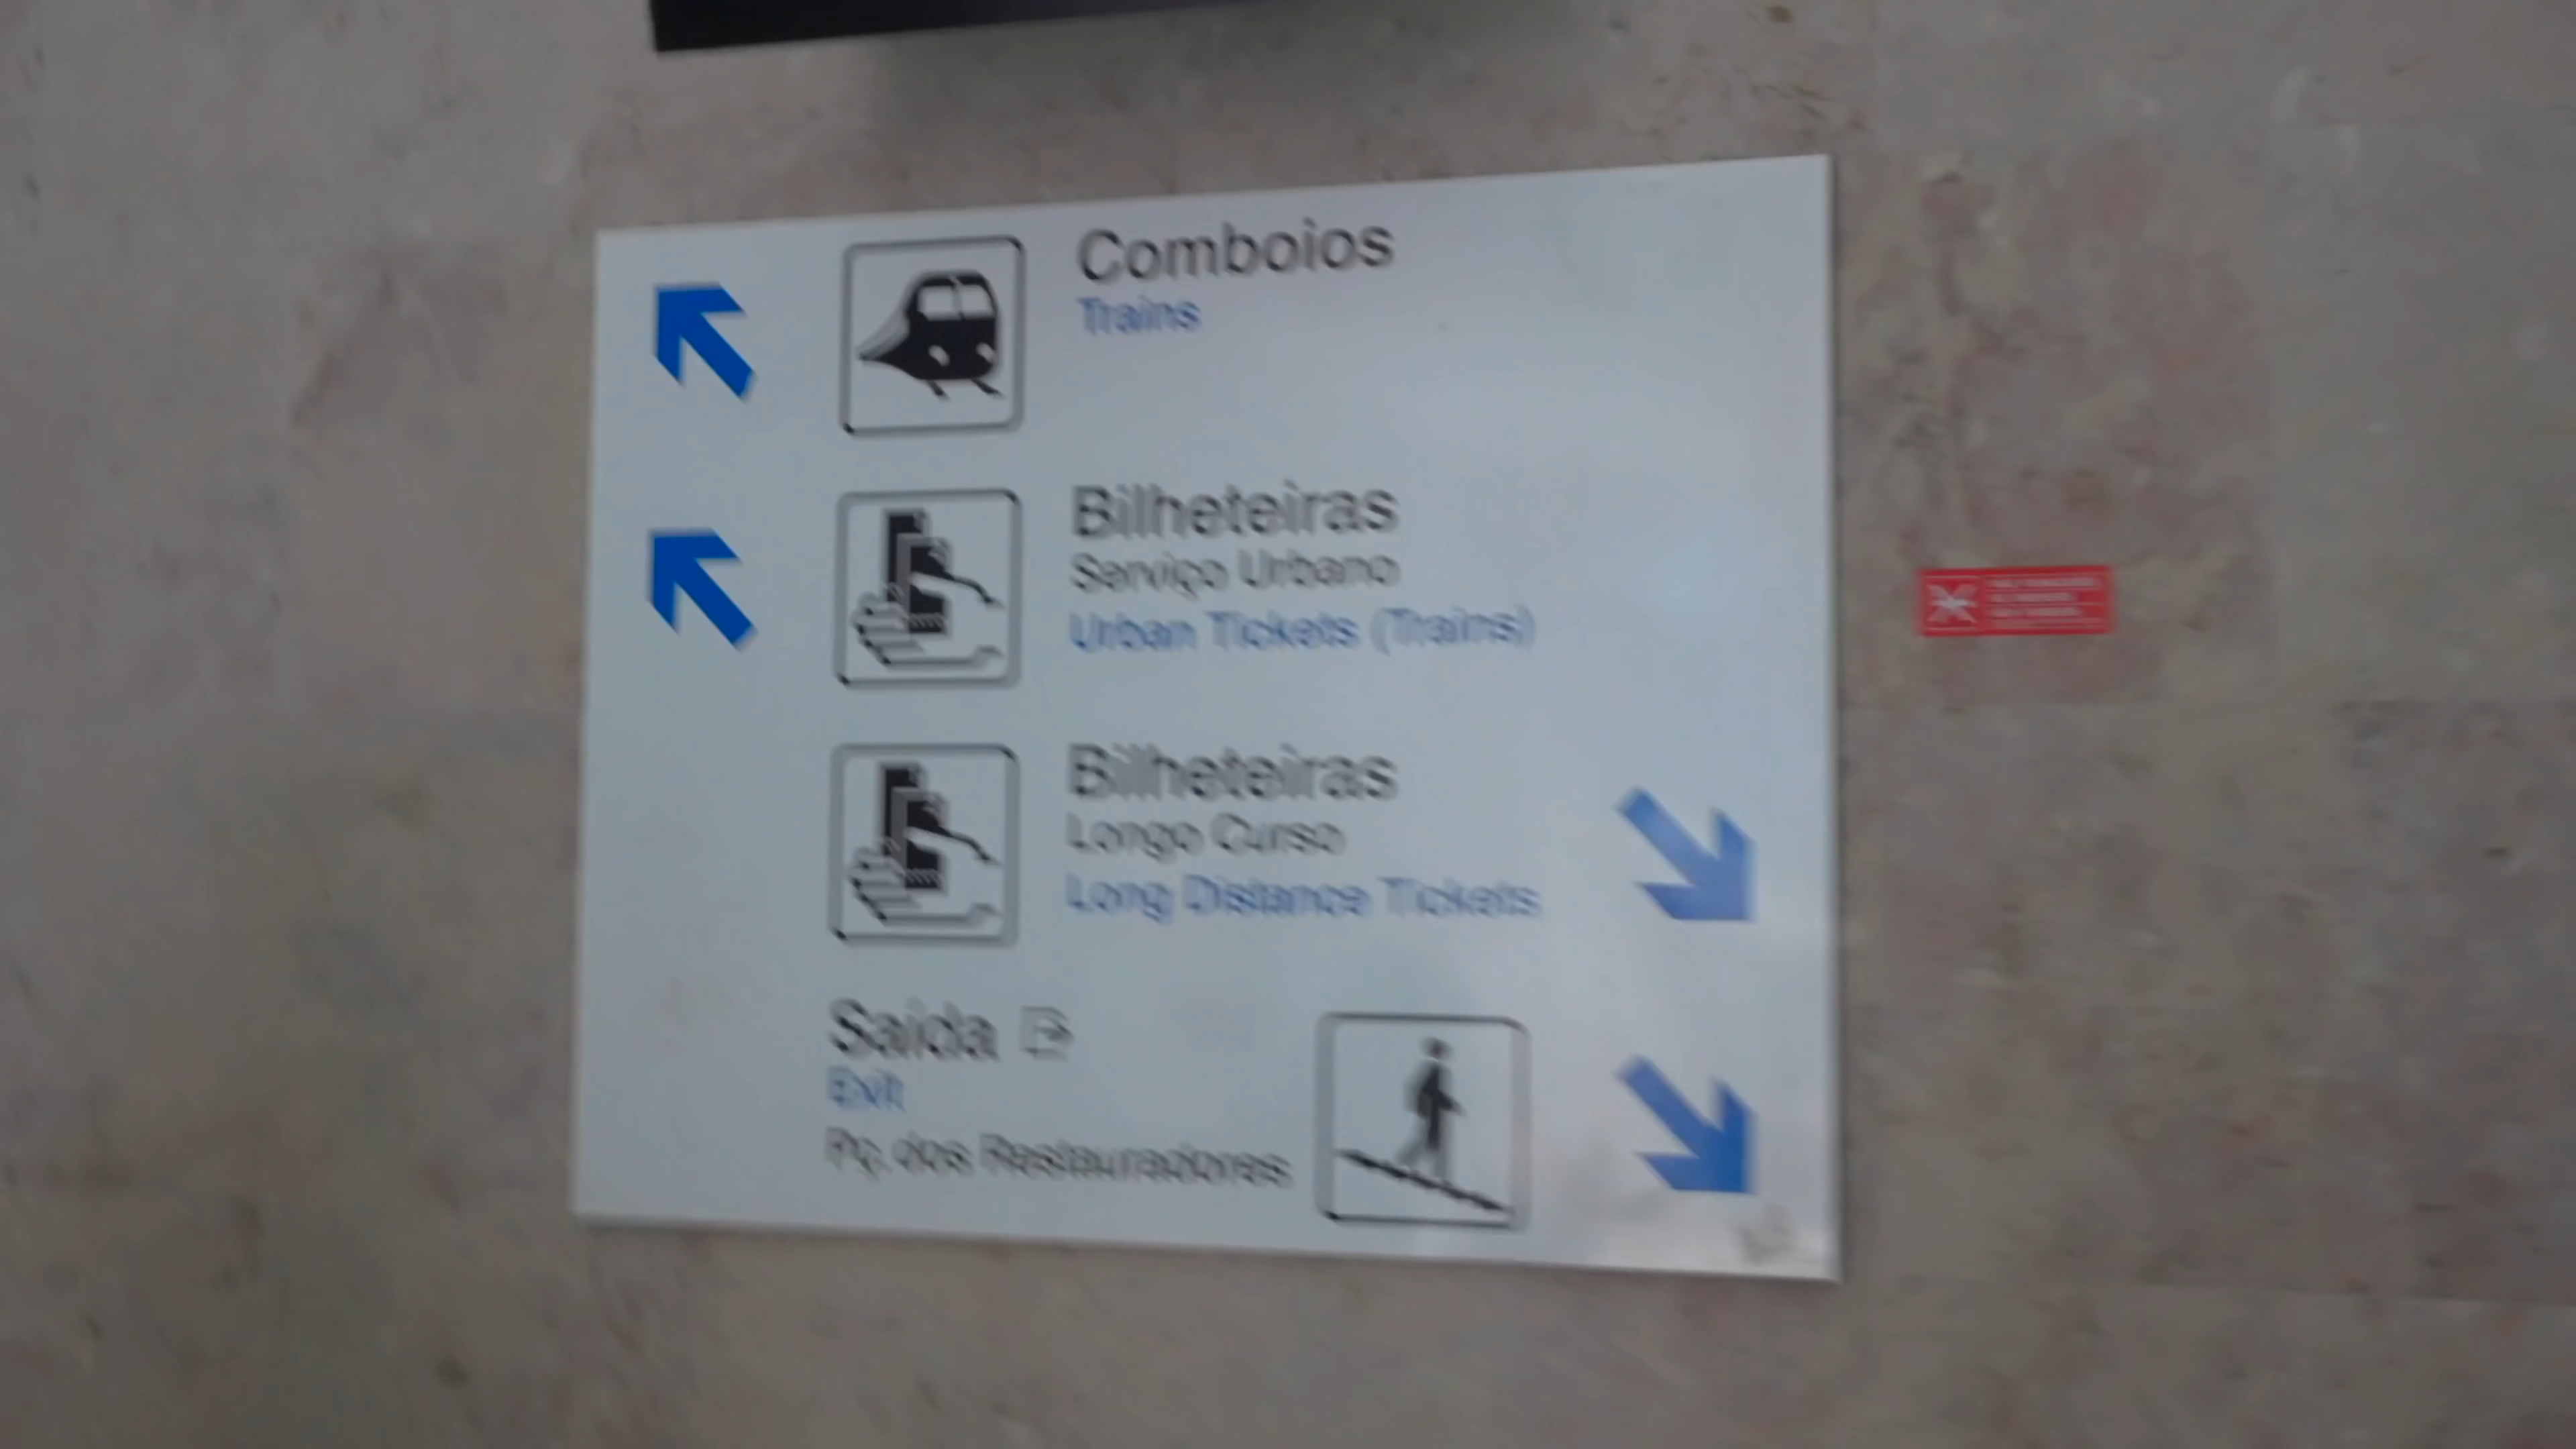 Comboios
Trains
Bilheteiras
Serviço Urbano
Urban Tickets (Trains)
Bilheteiras
Longo Curso
Long Distance Tickets
Saída
Exit
Pç. dos Restauradores